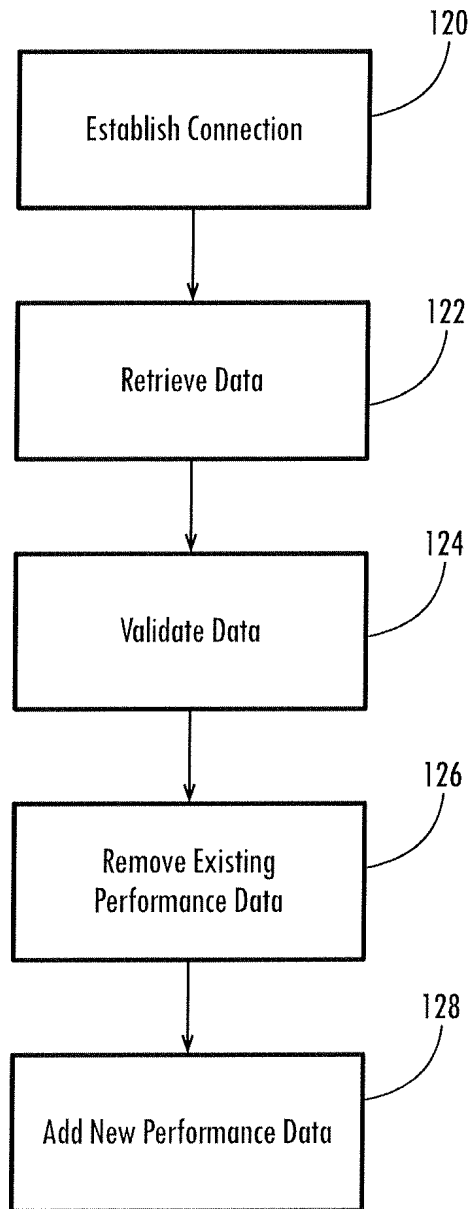 120
Establish Connection
122
Retrieve Data
124
Validate Data
126
Remove Existing
Performance Data
128
Add New Performance Data